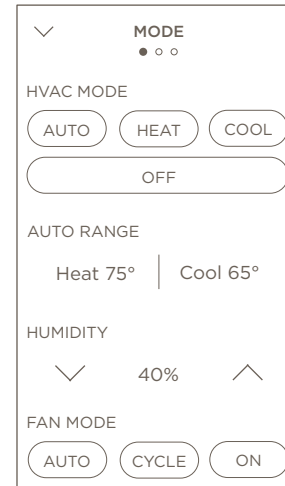 MODE
HVAC MODE
AUTO HEAT COOL
OFF
AUTO RANGE
Heat 75° Cool 65°
HUMIDITY
40%
FAN MODE
AUTO CYCLE ON